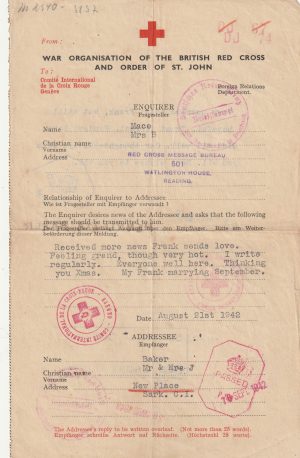 From:
WAR ORGANISATION OF THE BRITISH RED CROSS
AND ORDER OF ST. JOHN
To:
Comité International
de la Croix Rouge
Genève
Foreign Relations
Department.
ENQUIRER
Fragesteller
Name Mace
Mrs B
Christian name
Vorname
Address
RED CROSS MESSAGE BUREAU
501
WATLINGTON HOUSE,
READING.
Relationship of Enquirer to Addressee
Wie ist Fragesteller mit Empfänger verwandt ?
The Enquirer desires news of the Addressee and asks that the following
message should be transmitted to him.
Der Fragesteller verlangt Auskunft über den Empfänger. Bitte um Weiter-
beförderung dieser Meldung.
Received more news Frank sends love.
Feeling grand, though very hot. I write
regularly. Everyone well here. Thinking
you Xmas. My Frank marrying September.
Date. August 21st 1942
ADDRESSEE
Empfänger
Name Baker
Mr & Mrs J
Christian name
Vorname
Address New Place
Sark. C.I.
PASSED
The Addressee's reply to be written overleaf. (Not more than 25 words).
Empfänger schreibe Antwort auf Rückseite. (Höchstzahl 25 worte).